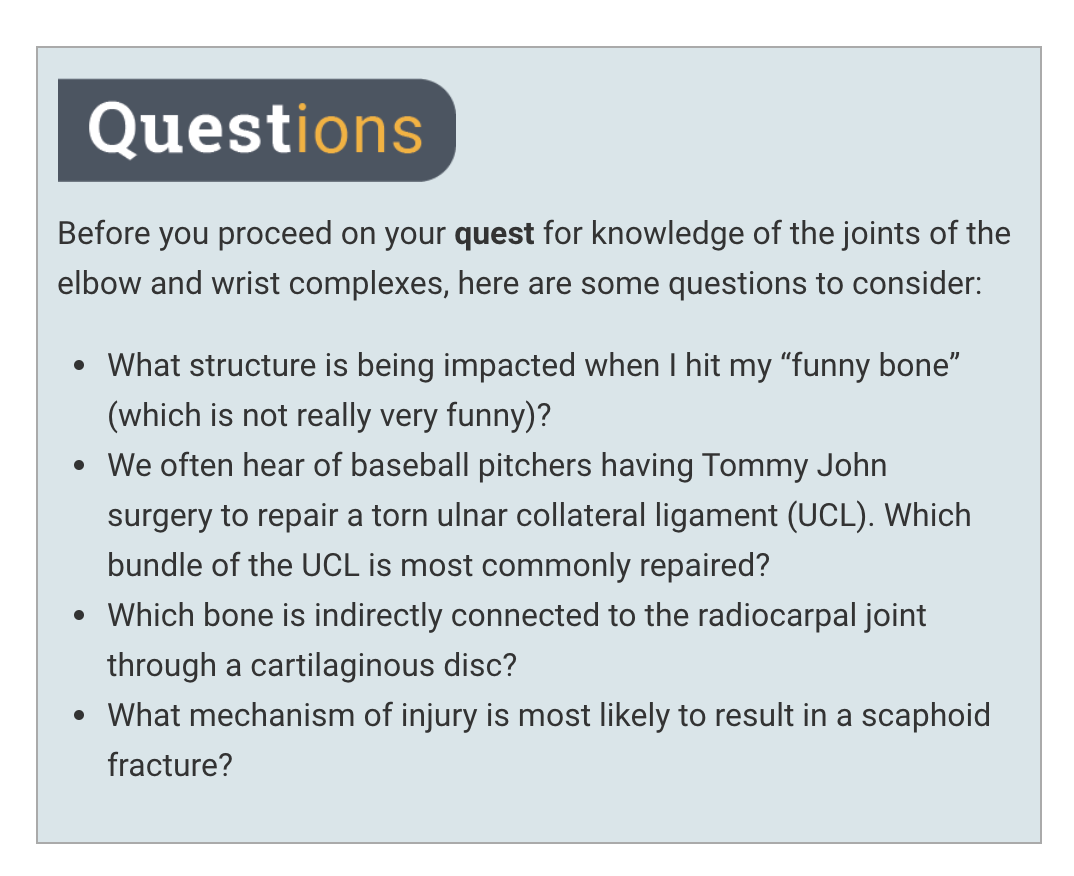 Questions
Before you proceed on your quest for knowledge of the joints of the
elbow and wrist complexes, here are some questions to consider:
• What structure is being impacted when I hit my “funny bone”
(which is not really very funny)?
• We often hear of baseball pitchers having Tommy John
surgery to repair a torn ulnar collateral ligament (UCL). Which
bundle of the UCL is most commonly repaired?
• Which bone is indirectly connected to the radiocarpal joint
through a cartilaginous disc?
• What mechanism of injury is most likely to result in a scaphoid
fracture?